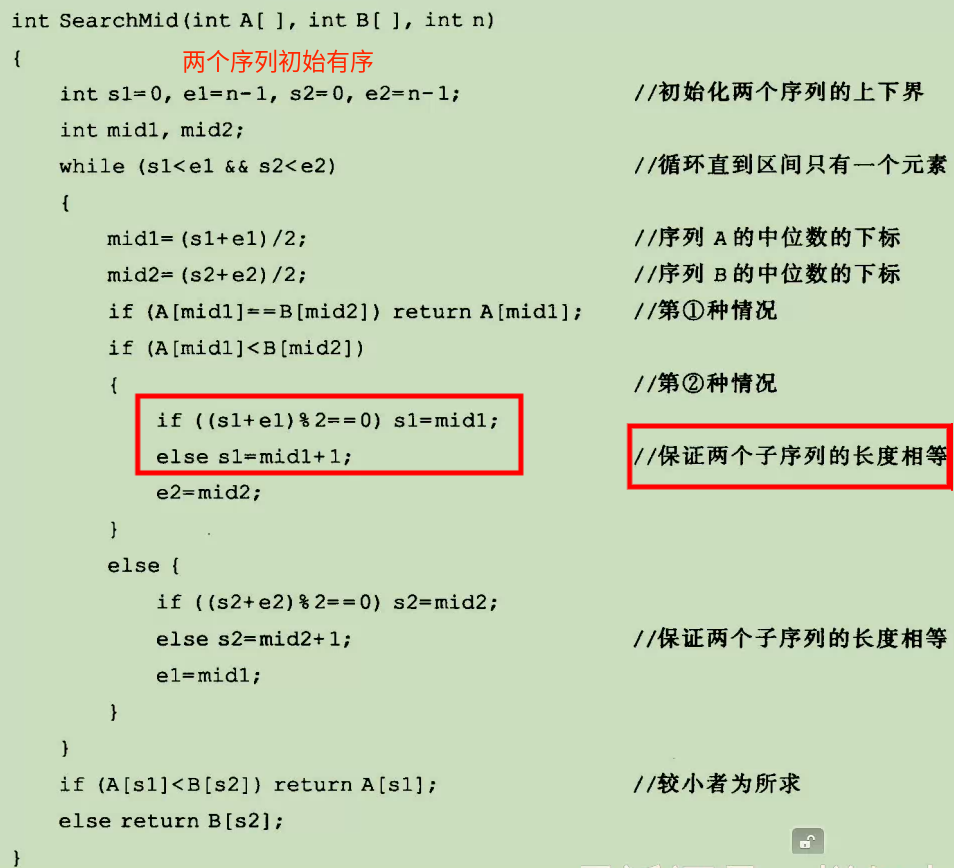 int SearchMid(int A[ ], int B[ ], int n)
{
两个序列初始有序
int s1=0, e1=n-1, s2=0, e2=n-1; //初始化两个序列的上下界
int mid1, mid2;
while (s1<e1 && s2<e2) //循环直到区间只有一个元素
{
mid1=(s1+e1)/2; //序列 A 的中位数的下标
mid2=(s2+e2)/2; //序列 B 的中位数的下标
if (A[mid1]==B[mid2]) return A[mid1]; //第①种情况
if (A[mid1]<B[mid2])
{ //第②种情况
if ((s1+e1)%2==0) s1=mid1;
else s1=mid1+1; //保证两个子序列的长度相等
e2=mid2;
}
else {
if ((s2+e2)%2==0) s2=mid2;
else s2=mid2+1; //保证两个子序列的长度相等
e1=mid1;
}
}
if (A[s1]<B[s2]) return A[s1]; //较小者为所求
else return B[s2];
}